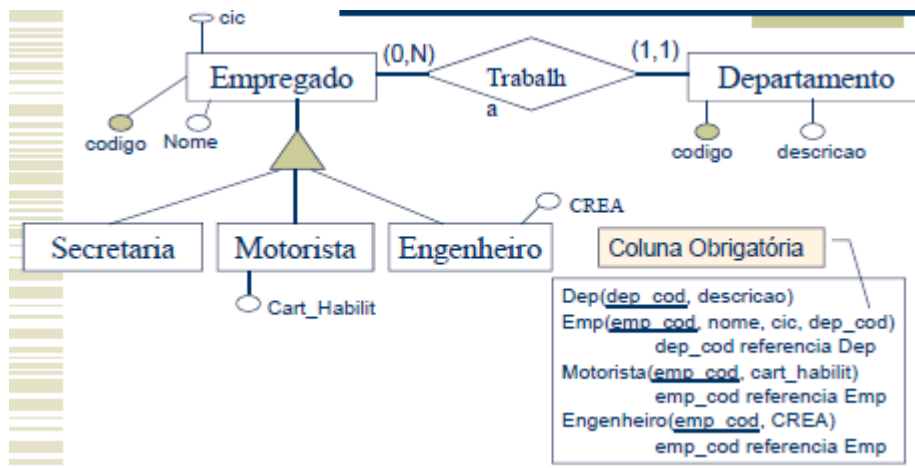 cic
(0,N)
(1,1)
Empregado
Trabalh
a
Departamento
codigo
Nome
codigo
descricao
CREA
Secretaria
Motorista
Engenheiro
Coluna Obrigatória
Cart_Habilit
Dep(dep_cod, descricao)
Emp(emp_cod, nome, cic, dep_cod)
dep_cod referencia Dep
Motorista(emp_cod, cart_habilit)
emp_cod referencia Emp
Engenheiro(emp_cod, CREA)
emp_cod referencia Emp